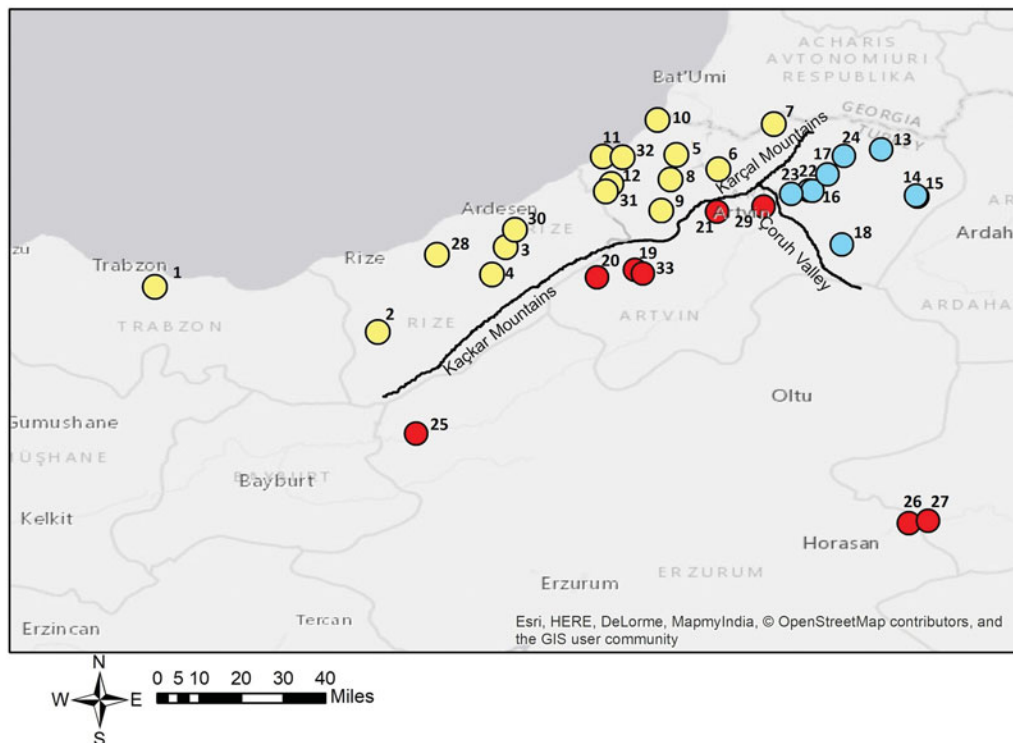 ACHARIS
AVTONOMIURI
RESPUBLIKA
Bat'Umi
GEORGIA
TURKEY
10
7
11
32
5
6
24
13
17
12
8
23
22
16
14
15
31
9
Karçal Mountains
Artvin
21
29
Ardesen
30
RIZE
3
28
4
18
Çoruh Valley
Ardah
zu
Trabzon
1
Rize
20
19
33
ARTVIN
ARDAHA
TRABZON
2
RIZE
Kaçkar Mountains
Oltu
Gumushane
25
ÜŞHANE
BAYBURT
Bayburt
26
27
Kelkit
Horasan
Erzurum
ERZURUM
Tercan
Erzincan
Esri, HERE, DeLorme, MapmyIndia, © OpenStreetMap contributors, and
the GIS user community
N
W
E
S
0 5 10 20 30 40
Miles